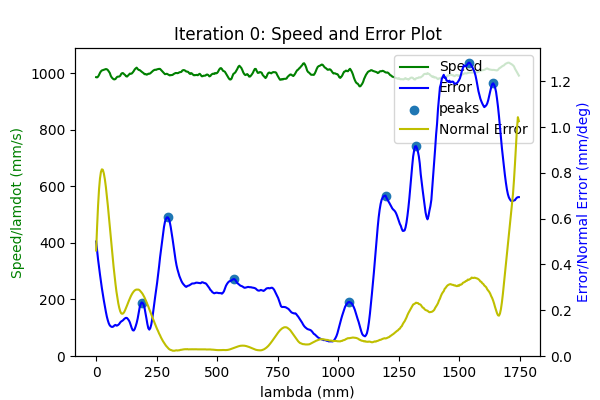 Iteration 0: Speed and Error Plot
Speed/lamdot (mm/s)
1000
800
600
400
200
0
Speed
Error
peaks
Normal Error
1.2
1.0
0.8
0.6
0.4
0.2
0.0
Error/Normal Error (mm/deg)
0
250
500
750
1000
1250
1500
1750
lambda (mm)